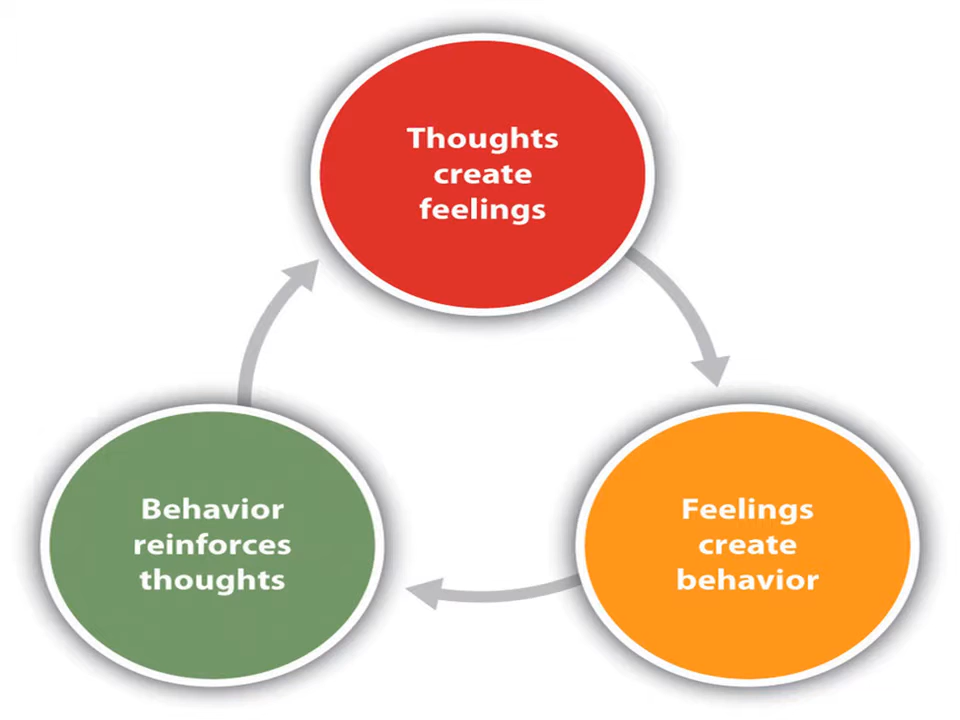 Thoughts
create
feelings
Feelings
create
behavior
Behavior
reinforces
thoughts